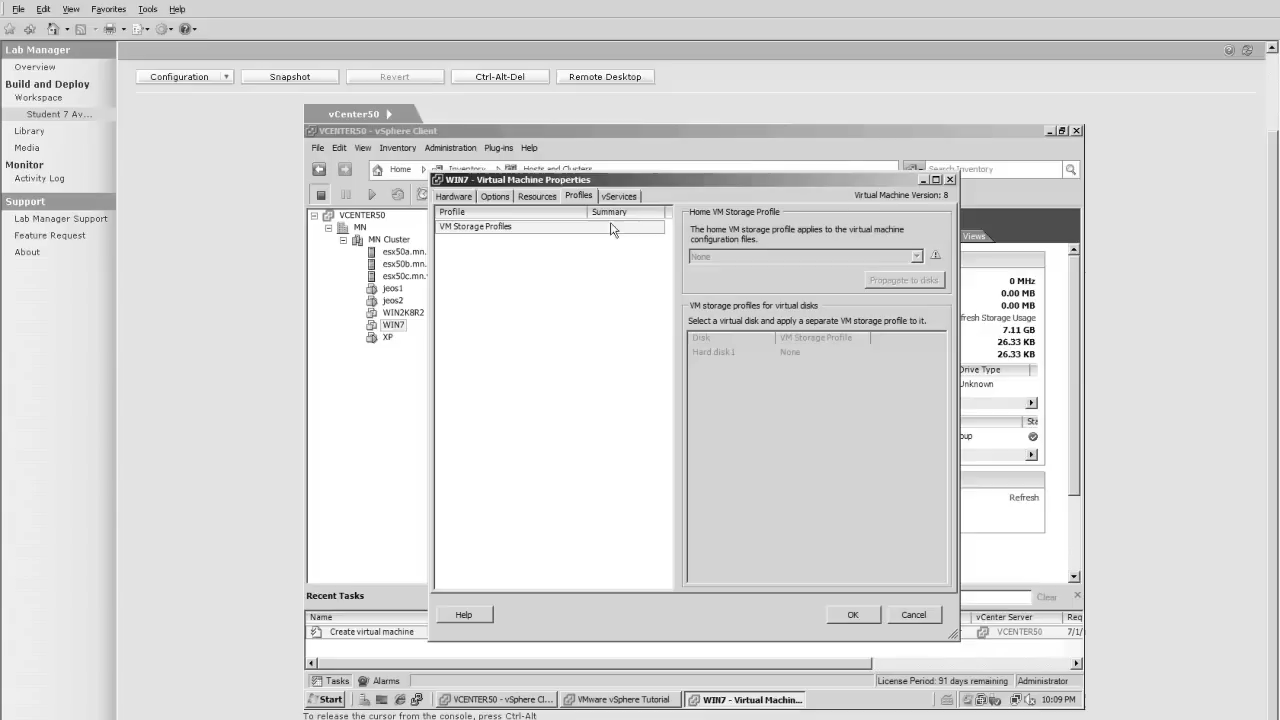 File Edit View Favorites Tools Help
Lab Manager
Overview
Build and Deploy
Workspace
Student 7 Av...
Library
Media
Monitor
Activity Log
Support
Lab Manager Support
Feature Request
About
Configuration Snapshot Revert Ctrl-Alt-Del Remote Desktop
vCenter50
VCENTER50 - vSphere Client
File Edit View Inventory Administration Plug-ins Help
Home Inventory Hosts and Clusters Search Inventory
VCENTER50
MN
MN Cluster
esx50a.mn.
esx50b.mn.
esx50c.mn.
jeos1
jeos2
WIN2K8R2
WIN7
XP
WIN7 - Virtual Machine Properties
Hardware Options Resources Profiles vServices Virtual Machine Version: 8
Profile Summary
VM Storage Profiles
Home VM Storage Profile
The home VM storage profile applies to the virtual machine
configuration files.
None
Propagate to disks
VM storage profiles for virtual disks
Select a virtual disk and apply a separate VM storage profile to it.
Disk VM Storage Profile
Hard disk 1 None
Help OK Cancel
Views
0 MHz
0.00 MB
0.00 MB
fresh Storage Usage
7.11 GB
26.33 KB
26.33 KB
Drive Type
Unknown
Sta
oup
Refresh
Recent Tasks Clear
Name vCenter Server Req
Create virtual machine VCENTER50 7/1/
Tasks Alarms License Period: 91 days remaining Administrator
Start VCENTER50 - vSphere Cl... VMware vSphere Tutorial WIN7 - Virtual Machin... 10:09 PM
To release the cursor from the console, press Ctrl-Alt